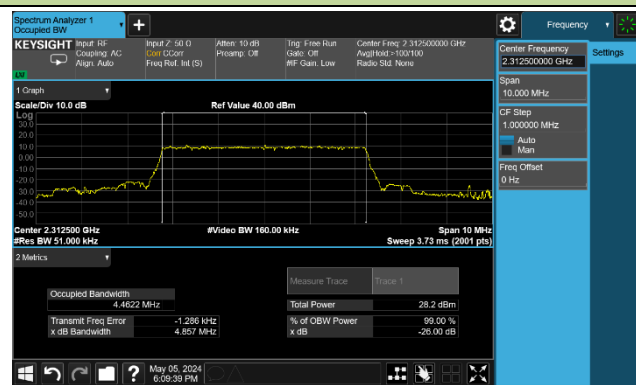 Spectrum Analyzer 1
Occupied BW
+
Frequency
KEYSIGHT
Input: RF
Coupling: AC
Align: Auto
Input Z: 50 Ω
Corr CCorr
Freq Ref: Int (S)
Atten: 10 dB
Preamp: Off
Trig: Free Run
Gate: Off
#IF Gain: Low
Center Freq: 2.312500000 GHz
Avg|Hold:>100/100
Radio Std: None
Center Frequency
2.312500000 GHz
Settings
Span
10.000 MHz
CF Step
1.000000 MHz
Auto
Man
Freq Offset
0 Hz
1 Graph
Scale/Div 10.0 dB
Ref Value 40.00 dBm
Log
30.0
20.0
10.0
0.00
-10.0
-20.0
-30.0
-40.0
-50.0
Center 2.312500 GHz
#Video BW 160.00 kHz
Span 10 MHz
#Res BW 51.000 kHz
Sweep 3.73 ms (2001 pts)
2 Metrics
Measure Trace
Trace 1
Occupied Bandwidth
4.4622 MHz
Total Power
28.2 dBm
Transmit Freq Error
-1.286 kHz
% of OBW Power
99.00 %
x dB Bandwidth
4.857 MHz
x dB
-26.00 dB
?
May 05, 2024
6:09:39 PM